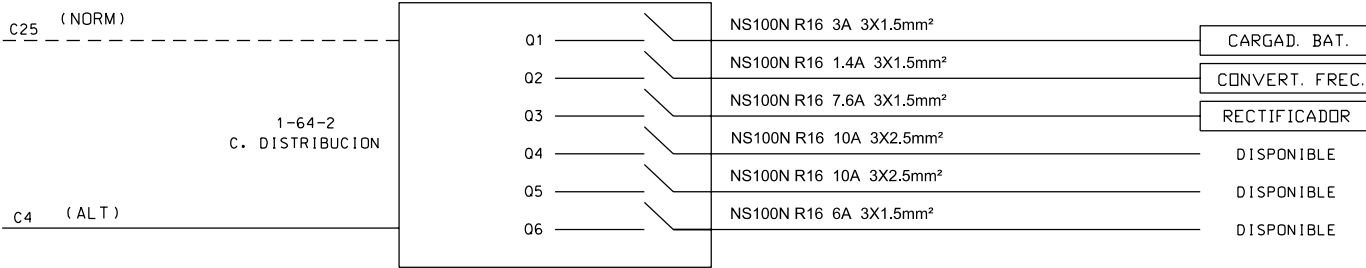 C25 (NORM)
Q1 NS100N R16 3A 3X1.5mm² CARGAD. BAT.
Q2 NS100N R16 1.4A 3X1.5mm² CONVERT. FREC.
Q3 NS100N R16 7.6A 3X1.5mm² RECTIFICADOR
1-64-2
C. DISTRIBUCION
Q4 NS100N R16 10A 3X2.5mm² DISPONIBLE
Q5 NS100N R16 10A 3X2.5mm² DISPONIBLE
C4 (ALT)
Q6 NS100N R16 6A 3X1.5mm² DISPONIBLE